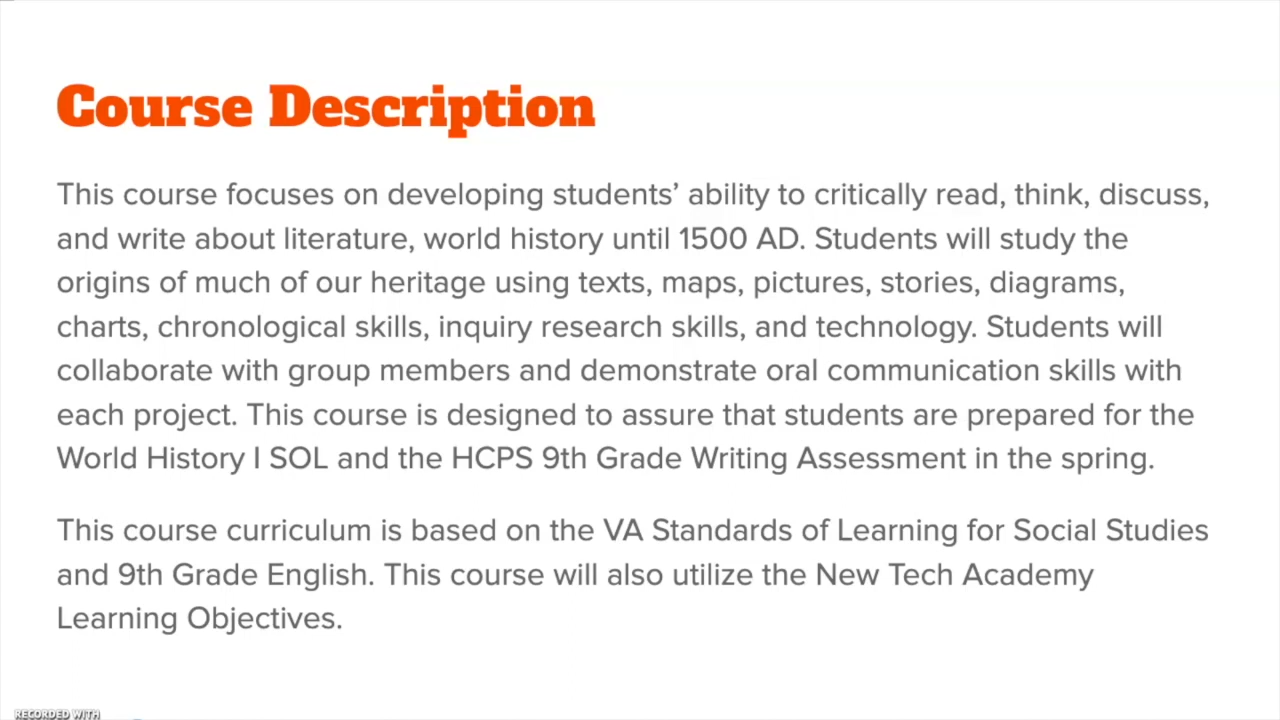 Course Description
This course focuses on developing students’ ability to critically read, think, discuss,
and write about literature, world history until 1500 AD. Students will study the
origins of much of our heritage using texts, maps, pictures, stories, diagrams,
charts, chronological skills, inquiry research skills, and technology. Students will
collaborate with group members and demonstrate oral communication skills with
each project. This course is designed to assure that students are prepared for the
World History I SOL and the HCPS 9th Grade Writing Assessment in the spring.
This course curriculum is based on the VA Standards of Learning for Social Studies
and 9th Grade English. This course will also utilize the New Tech Academy
Learning Objectives.
RECORDED WITH